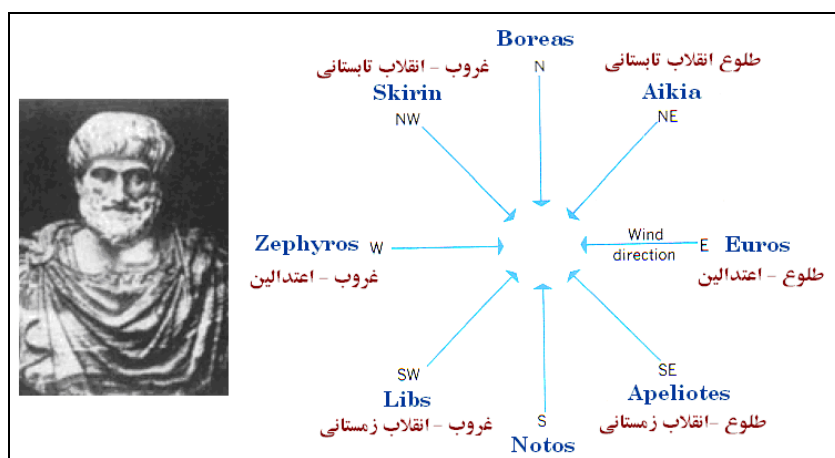 Boreas
N
غروب – انقلاب تابستانی
Skirin
NW
طلوع انقلاب تابستانی
Aikia
NE
Zephyros W
غروب – اعتدالین
Wind
direction
E Euros
طلوع – اعتدالین
SW
Libs
غروب – انقلاب زمستانی
S
Notos
SE
Apeliotes
طلوع –انقلاب زمستانی